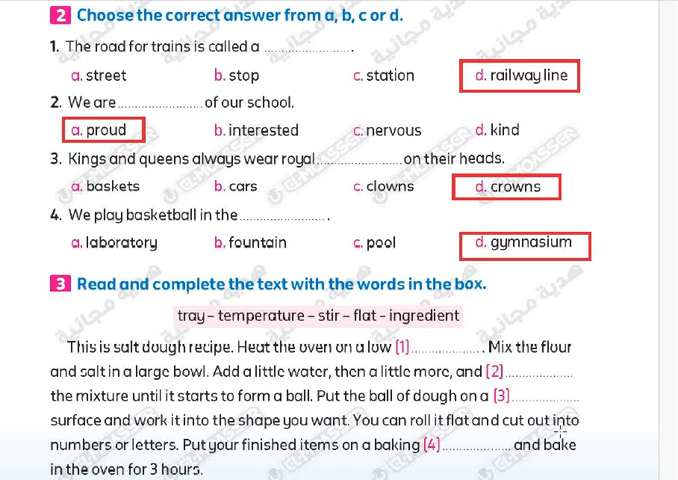 2 Choose the correct answer from a, b, c or d.
1. The road for trains is called a ........................ .
a. street b. stop c. station d. railway line
2. We are ........................ of our school.
a. proud b. interested c. nervous d. kind
3. Kings and queens always wear royal ........................ on their heads.
a. baskets b. cars c. clowns d. crowns
4. We play basketball in the ........................ .
a. laboratory b. fountain c. pool d. gymnasium
3 Read and complete the text with the words in the box.
tray – temperature – stir – flat – ingredient
This is salt dough recipe. Heat the oven on a low (1) .................... . Mix the flour
and salt in a large bowl. Add a little water, then a little more, and (2) ....................
the mixture until it starts to form a ball. Put the ball of dough on a (3) ....................
surface and work it into the shape you want. You can roll it flat and cut out into
numbers or letters. Put your finished items on a baking (4) .................... and bake
in the oven for 3 hours.
هدية مجانية
ELMOASSER